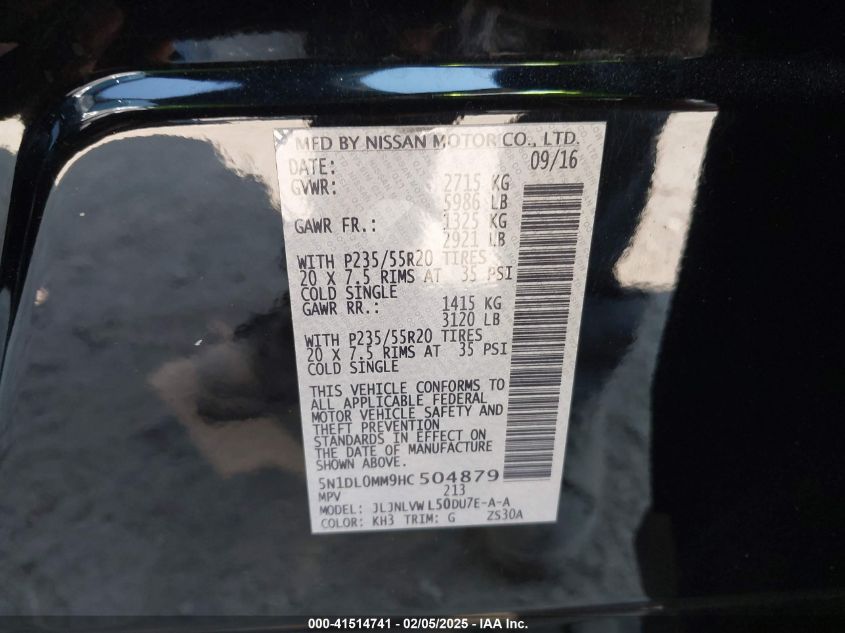 MFD BY NISSAN MOTOR CO., LTD.
DATE: 09/16
GVWR: 2715 KG
5986 LB
GAWR FR.: 1325 KG
2921 LB
WITH P235/55R20 TIRES
20 X 7.5 RIMS AT 35 PSI
COLD SINGLE
GAWR RR.: 1415 KG
3120 LB
WITH P235/55R20 TIRES
20 X 7.5 RIMS AT 35 PSI
COLD SINGLE
THIS VEHICLE CONFORMS TO
ALL APPLICABLE FEDERAL
MOTOR VEHICLE SAFETY AND
THEFT PREVENTION
STANDARDS IN EFFECT ON
THE DATE OF MANUFACTURE
SHOWN ABOVE.
5N1DL0MM9HC504879
MPV 213
MODEL: JLJNLVWL50DU7E-A-A
COLOR: KH3 TRIM: G ZS30A
000-41514741 / 02/05/2025 - IAA Inc.